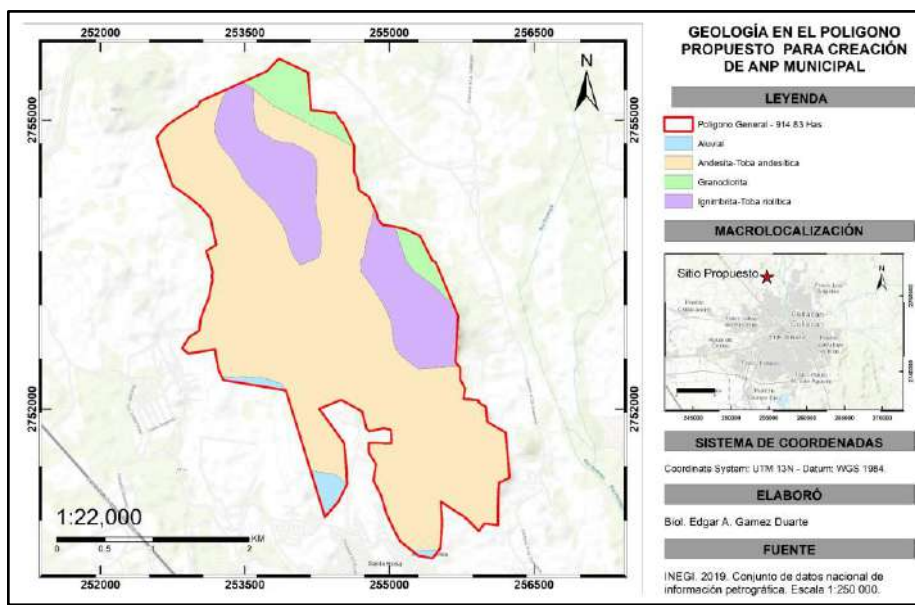 252000 253500 255000 256500
N
2755000
2755000
2752000
2752000
1:22,000
0 0.5 1 2
KM
Santa Rosa
252000 253500 255000 256500
GEOLOGÍA EN EL POLIGONO
PROPUESTO PARA CREACIÓN
DE ANP MUNICIPAL
LEYENDA
Poligono General - 914.83 Has
Aluvial
Andesita-Toba andesítica
Granodiorita
Ignimbrita-Toba riolítica
MACROLOCALIZACIÓN
Sitio Propuesto
N
Culiacán
SISTEMA DE COORDENADAS
Coordinate System: UTM 13N - Datum: WGS 1984.
ELABORÓ
Biol. Edgar A. Gamez Duarte
FUENTE
INEGI. 2019. Conjunto de datos nacional de
información petrográfica. Escala 1:250 000.